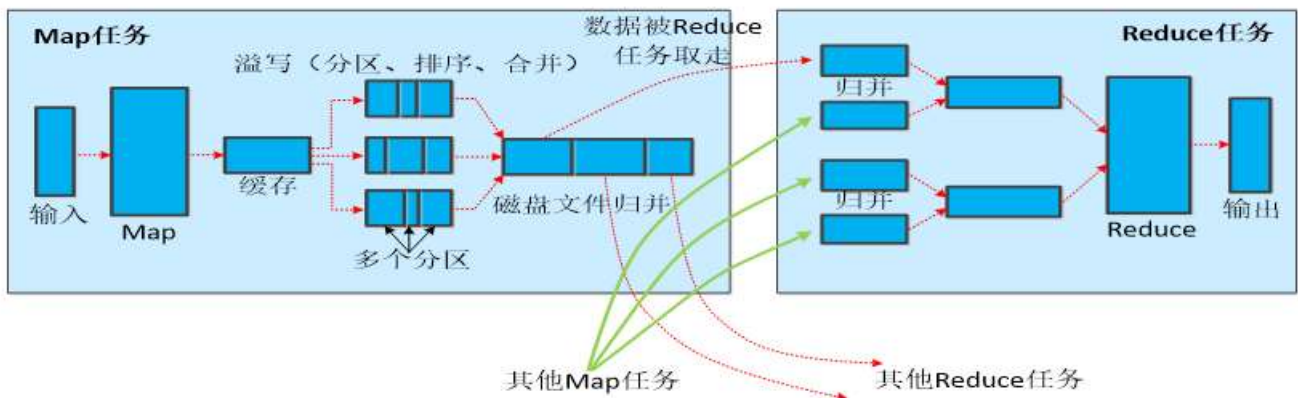 Map任务
溢写（分区、排序、合并）
输入
Map
缓存
多个分区
磁盘文件归并
数据被Reduce
任务取走
Reduce任务
归并
归并
Reduce
输出
其他Map任务
其他Reduce任务